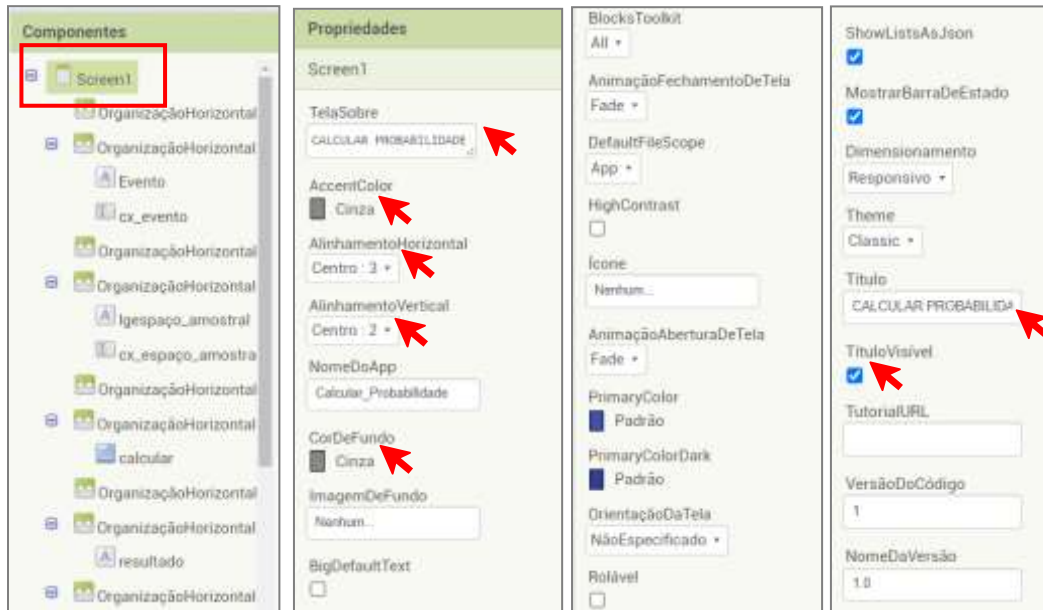 Componentes
Screen1
OrganizaçãoHorizontal
OrganizaçãoHorizontal
Evento
cx_evento
OrganizaçãoHorizontal
OrganizaçãoHorizontal
lgespaço_amostral
cx_espaço_amostra
OrganizaçãoHorizontal
OrganizaçãoHorizontal
calcular
OrganizaçãoHorizontal
OrganizaçãoHorizontal
resultado
OrganizaçãoHorizontal
Propriedades
Screen1
TelaSobre
CALCULAR PROBABILIDADE
AccentColor
Cinza
AlinhamentoHorizontal
Centro : 3
AlinhamentoVertical
Centro : 2
NomeDoApp
Calcular_Probabilidade
CorDeFundo
Cinza
ImagemDeFundo
Nenhum...
BigDefaultText
BlocksToolkit
All
AnimaçãoFechamentoDeTela
Fade
DefaultFileScope
App
HighContrast
Ícone
Nenhum...
AnimaçãoAberturaDeTela
Fade
PrimaryColor
Padrão
PrimaryColorDark
Padrão
OrientaçãoDaTela
NãoEspecificado
Rolável
ShowListsAsJson
MostrarBarraDeEstado
Dimensionamento
Responsivo
Theme
Classic
Título
CALCULAR PROBABILIDA
TítuloVisível
TutorialURL
VersãoDoCódigo
1
NomeDaVersão
1.0